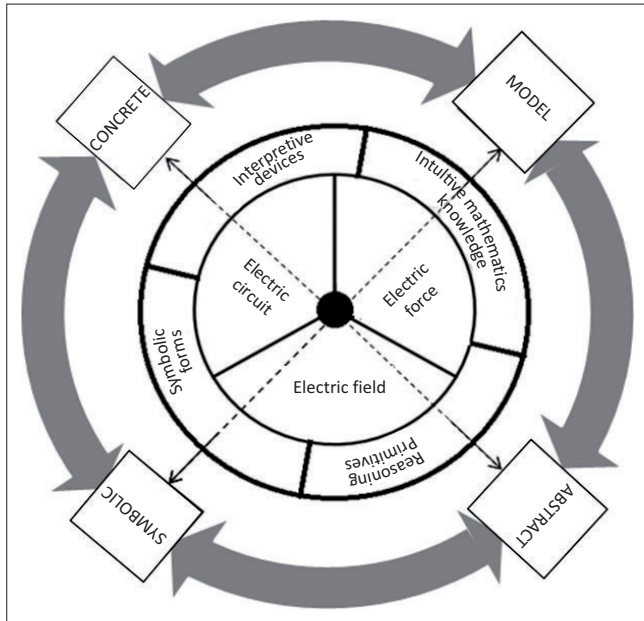 CONCRETE
MODEL
Interpretive
devices
Intuitive mathematics
knowledge
Electric
circuit
Electric
force
Symbolic
forms
Electric field
Reasoning
Primitives
SYMBOLIC
ABSTRACT